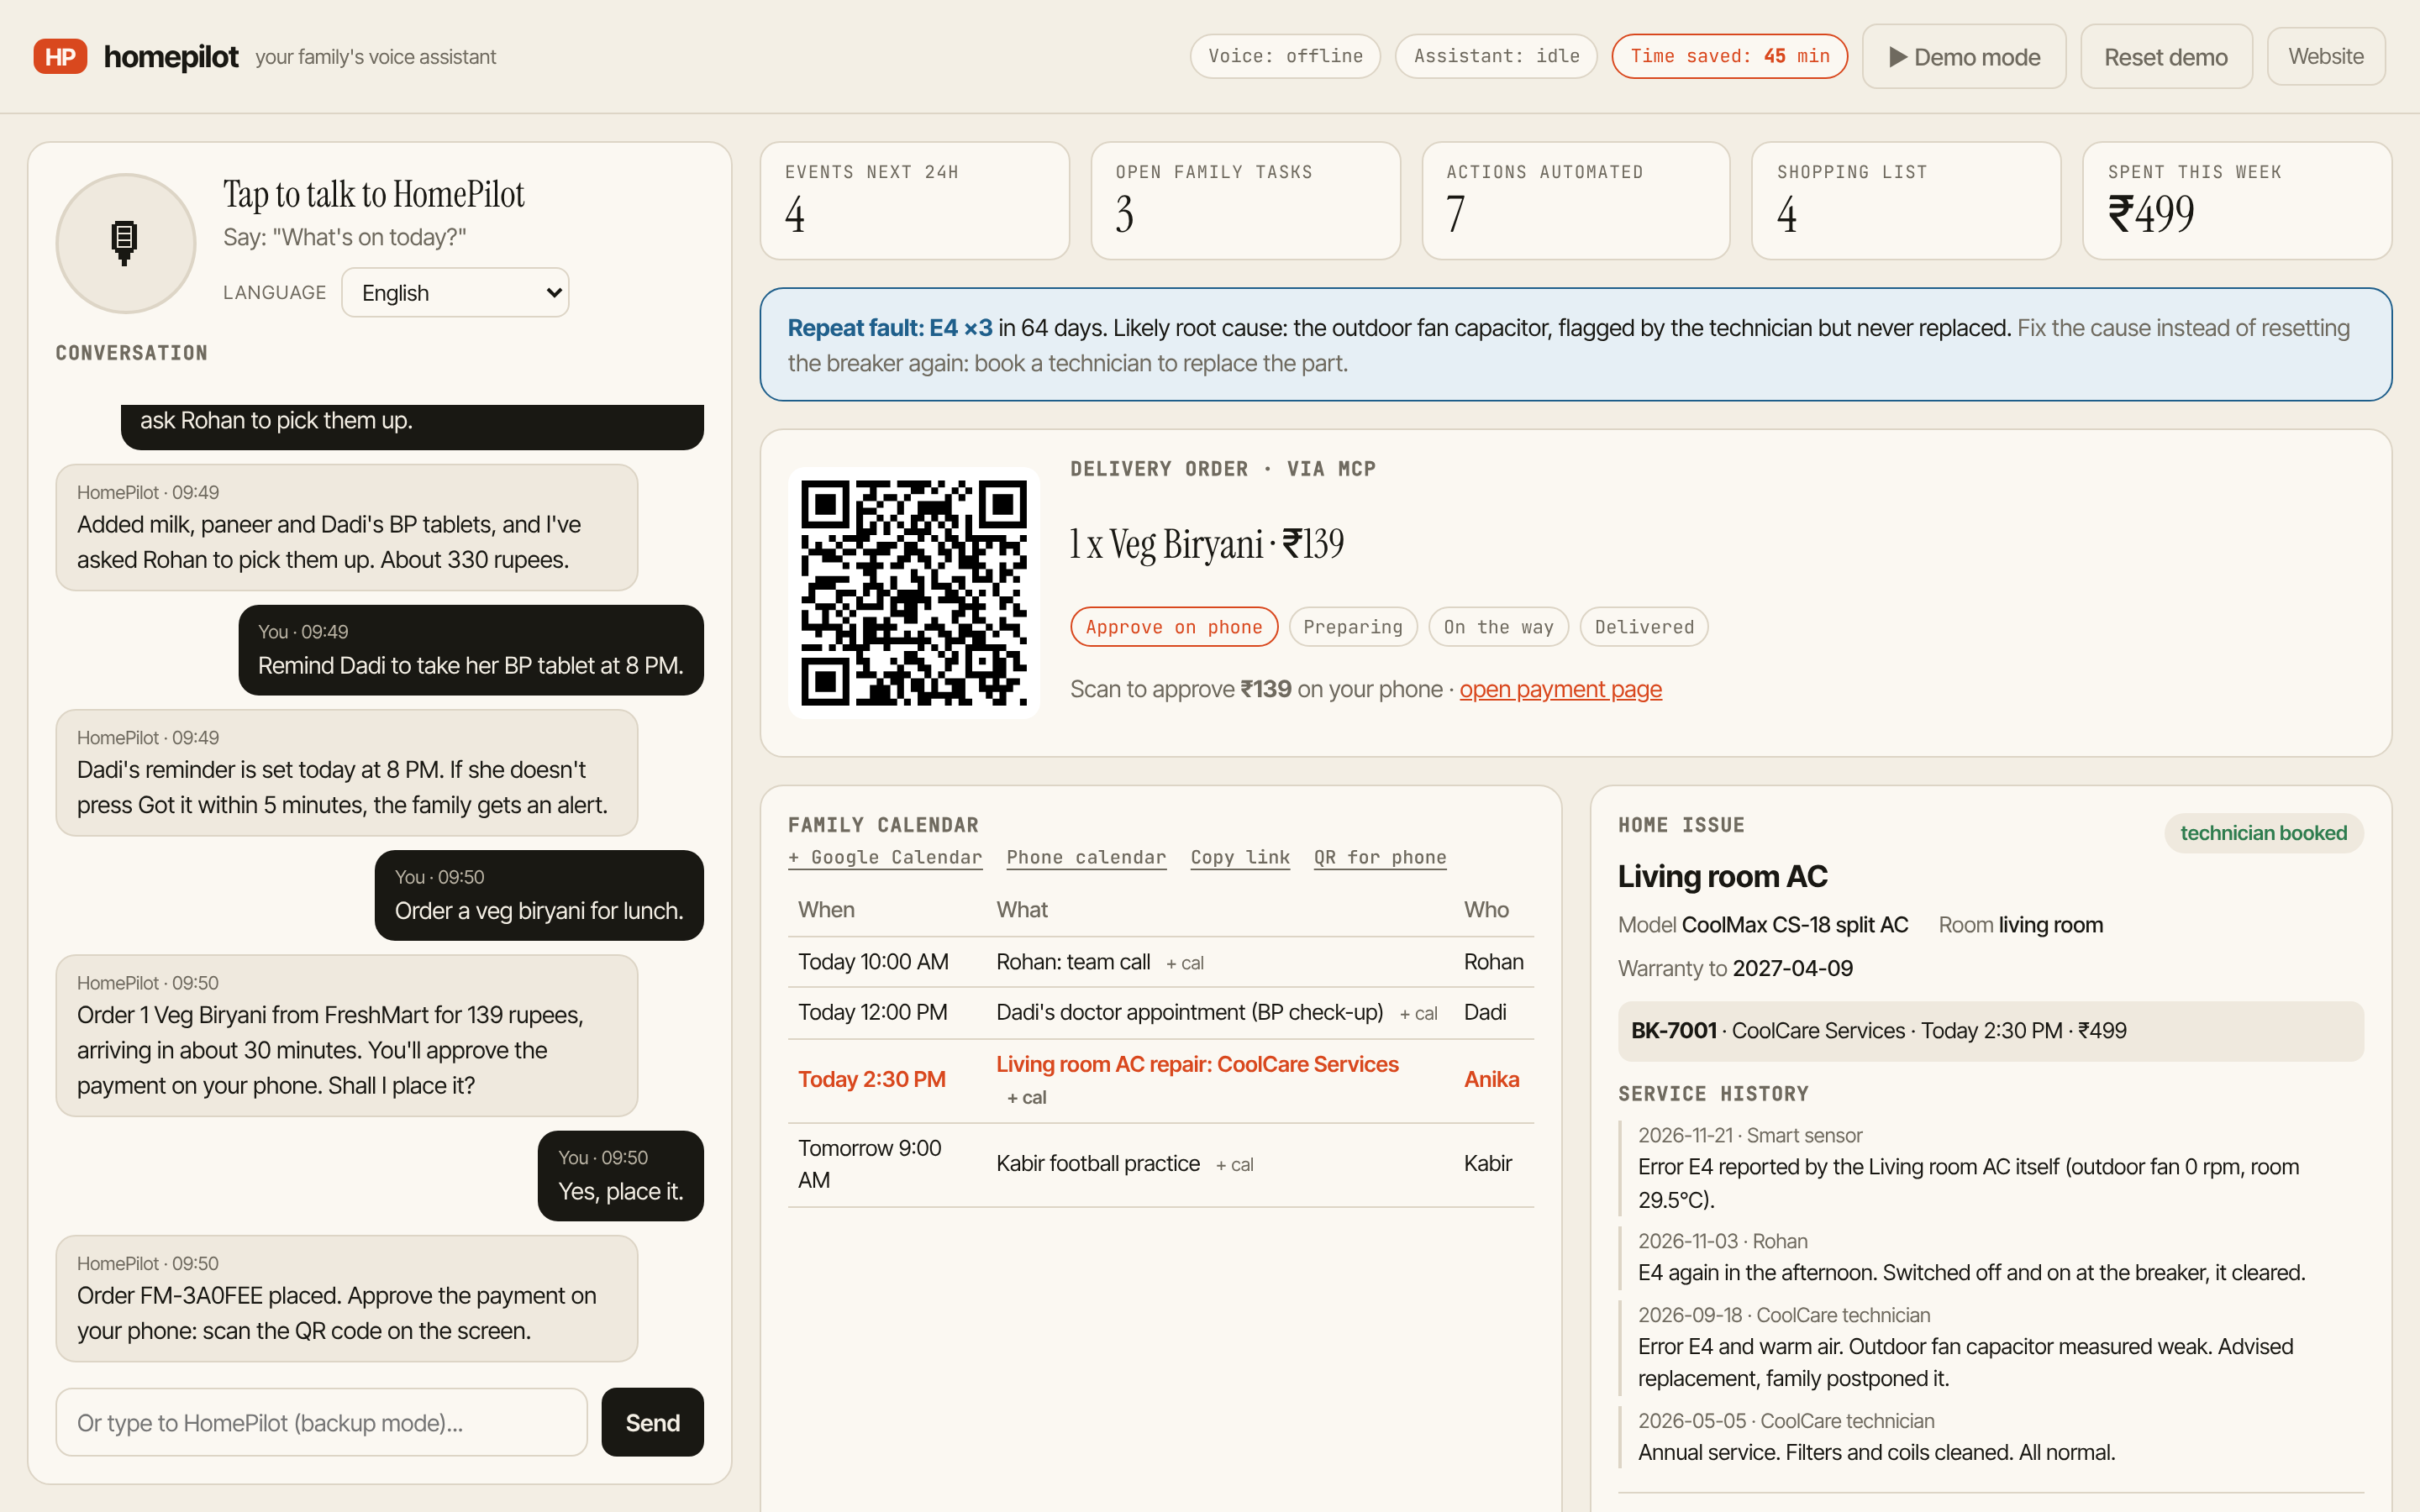 HP homepilot your family's voice assistant
Voice: offline
Assistant: idle
Time saved: 45 min
▶ Demo mode
Reset demo
Website
Tap to talk to HomePilot
Say: "What's on today?"
LANGUAGE English
CONVERSATION
ask Rohan to pick them up.
HomePilot · 09:49
Added milk, paneer and Dadi's BP tablets, and I've
asked Rohan to pick them up. About 330 rupees.
You · 09:49
Remind Dadi to take her BP tablet at 8 PM.
HomePilot · 09:49
Dadi's reminder is set today at 8 PM. If she doesn't
press Got it within 5 minutes, the family gets an alert.
You · 09:50
Order a veg biryani for lunch.
HomePilot · 09:50
Order 1 Veg Biryani from FreshMart for 139 rupees,
arriving in about 30 minutes. You'll approve the
payment on your phone. Shall I place it?
You · 09:50
Yes, place it.
HomePilot · 09:50
Order FM-3A0FEE placed. Approve the payment on
your phone: scan the QR code on the screen.
Or type to HomePilot (backup mode)...
Send
EVENTS NEXT 24H
4
OPEN FAMILY TASKS
3
ACTIONS AUTOMATED
7
SHOPPING LIST
4
SPENT THIS WEEK
₹499
Repeat fault: E4 ×3 in 64 days. Likely root cause: the outdoor fan capacitor, flagged by the technician but never replaced. Fix the cause instead of resetting
the breaker again: book a technician to replace the part.
DELIVERY ORDER · VIA MCP
1 x Veg Biryani · ₹139
Approve on phone
Preparing
On the way
Delivered
Scan to approve ₹139 on your phone · open payment page
FAMILY CALENDAR
+ Google Calendar Phone calendar Copy link QR for phone
When What Who
Today 10:00 AM Rohan: team call + cal Rohan
Today 12:00 PM Dadi's doctor appointment (BP check-up) + cal Dadi
Today 2:30 PM Living room AC repair: CoolCare Services Anika
+ cal
Tomorrow 9:00
AM
Kabir football practice + cal Kabir
HOME ISSUE
technician booked
Living room AC
Model CoolMax CS-18 split AC Room living room
Warranty to 2027-04-09
BK-7001 · CoolCare Services · Today 2:30 PM · ₹499
SERVICE HISTORY
2026-11-21 · Smart sensor
Error E4 reported by the Living room AC itself (outdoor fan 0 rpm, room
29.5°C).
2026-11-03 · Rohan
E4 again in the afternoon. Switched off and on at the breaker, it cleared.
2026-09-18 · CoolCare technician
Error E4 and warm air. Outdoor fan capacitor measured weak. Advised
replacement, family postponed it.
2026-05-05 · CoolCare technician
Annual service. Filters and coils cleaned. All normal.